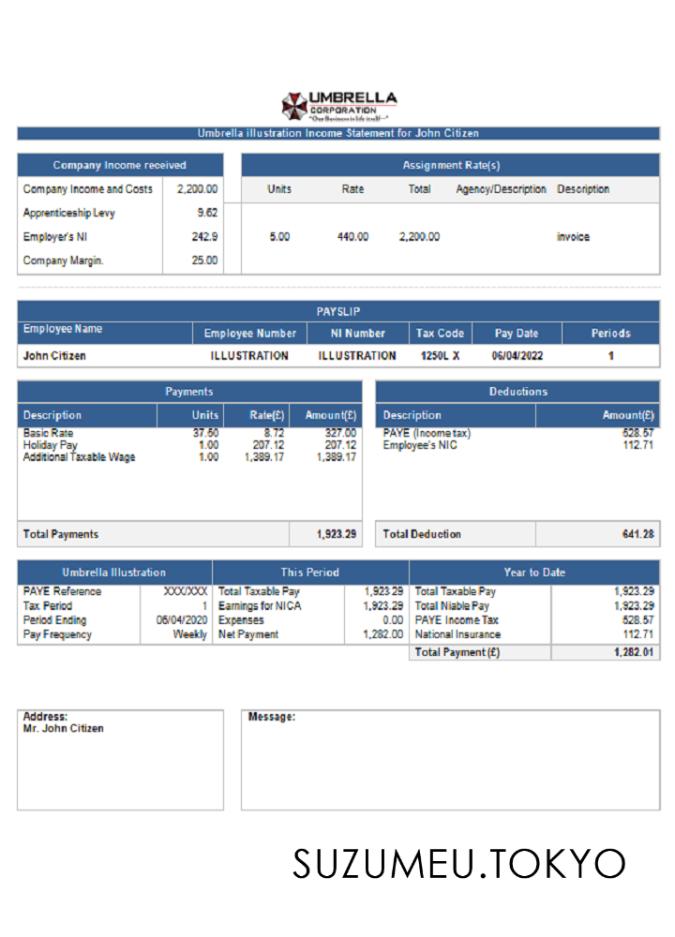 UMBRELLA
CORPORATION
"Our Business is life itself—"
Umbrella illustration Income Statement for John Citizen
Company Income received
Assignment Rate(s)
Company Income and Costs 2,200.00 Units Rate Total Agency/Description Description
Apprenticeship Levy 9.62
Employer's NI 242.9 5.00 440.00 2,200.00 invoice
Company Margin. 25.00
PAYSLIP
Employee Name Employee Number NI Number Tax Code Pay Date Periods
John Citizen ILLUSTRATION ILLUSTRATION 1250L X 06/04/2022 1
Payments Deductions
Description Units Rate(£) Amount(£) Description Amount(£)
Basic Rate 37.50 8.72 327.00 PAYE (Income tax) 528.57
Holiday Pay 1.00 207.12 207.12 Employee's NIC 112.71
Additional Taxable Wage 1.00 1,389.17 1,389.17
Total Payments 1,923.29 Total Deduction 641.28
Umbrella Illustration This Period Year to Date
PAYE Reference XXX/XXX Total Taxable Pay 1,923.29 Total Taxable Pay 1,923.29
Tax Period 1 Earnings for NICA 1,923.29 Total Niable Pay 1,923.29
Period Ending 06/04/2020 Expenses 0.00 PAYE Income Tax 528.57
Pay Frequency Weekly Net Payment 1,282.00 National Insurance 112.71
Total Payment (£) 1,282.01
Address: Message:
Mr. John Citizen
SUZUMEU.TOKYO